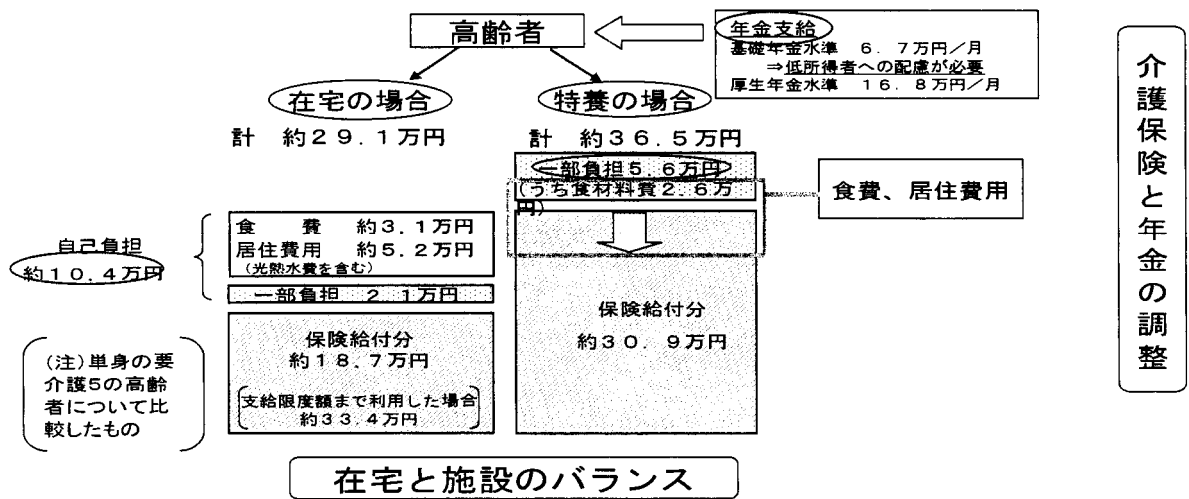 高齢者
年金支給
基礎年金水準 6.7万円/月
⇒低所得者への配慮が必要
厚生年金水準 16.8万円/月
在宅の場合
計 約29.1万円
特養の場合
計 約36.5万円
一部負担5.6万円
(うち食材料費2.6万
円)
食費、居住費用
自己負担
約10.4万円
食 費 約3.1万円
居住費用 約5.2万円
(光熱水費を含む)
一部負担 2.1万円
保険給付分
約18.7万円
支給限度額まで利用した場合
約33.4万円
保険給付分
約30.9万円
(注)単身の要
介護5の高齢
者について比
較したもの
在宅と施設のバランス
介護保険と年金の調整